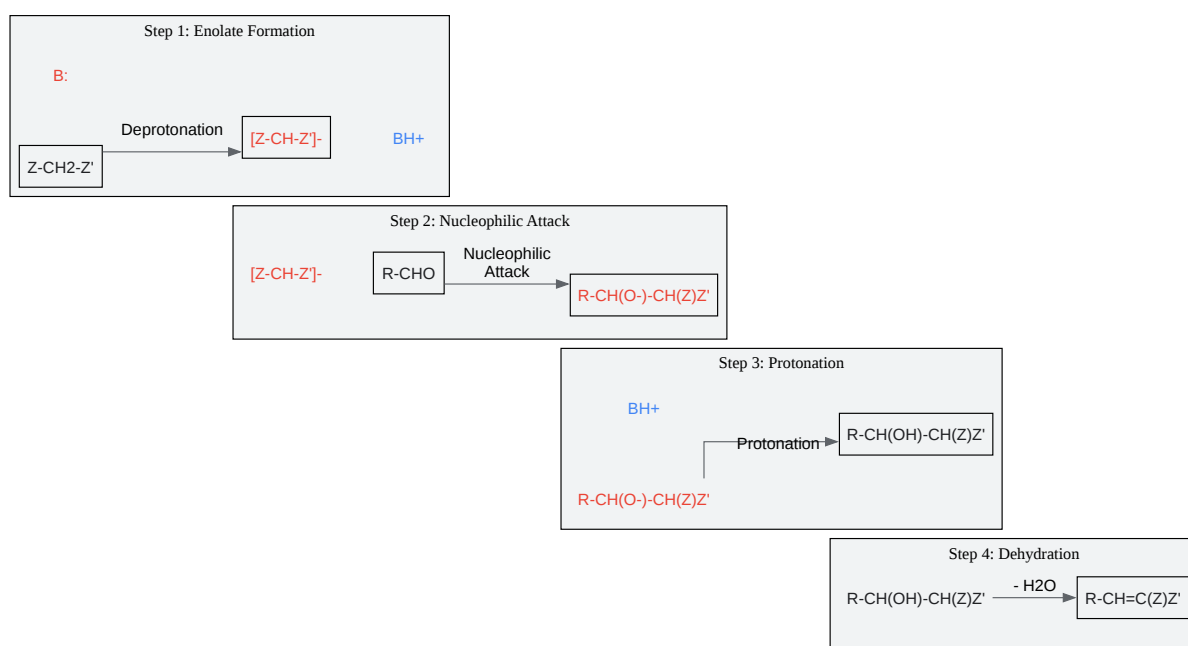 Step 1: Enolate Formation
B:
Deprotonation
[Z-CH-Z']-
BH+
Z-CH2-Z'
Step 2: Nucleophilic Attack
[Z-CH-Z']-
R-CHO
Nucleophilic
Attack
R-CH(O-)-CH(Z)Z'
Step 3: Protonation
BH+
R-CH(O-)-CH(Z)Z'
Protonation
R-CH(OH)-CH(Z)Z'
Step 4: Dehydration
R-CH(OH)-CH(Z)Z'
- H2O
R-CH=C(Z)Z'